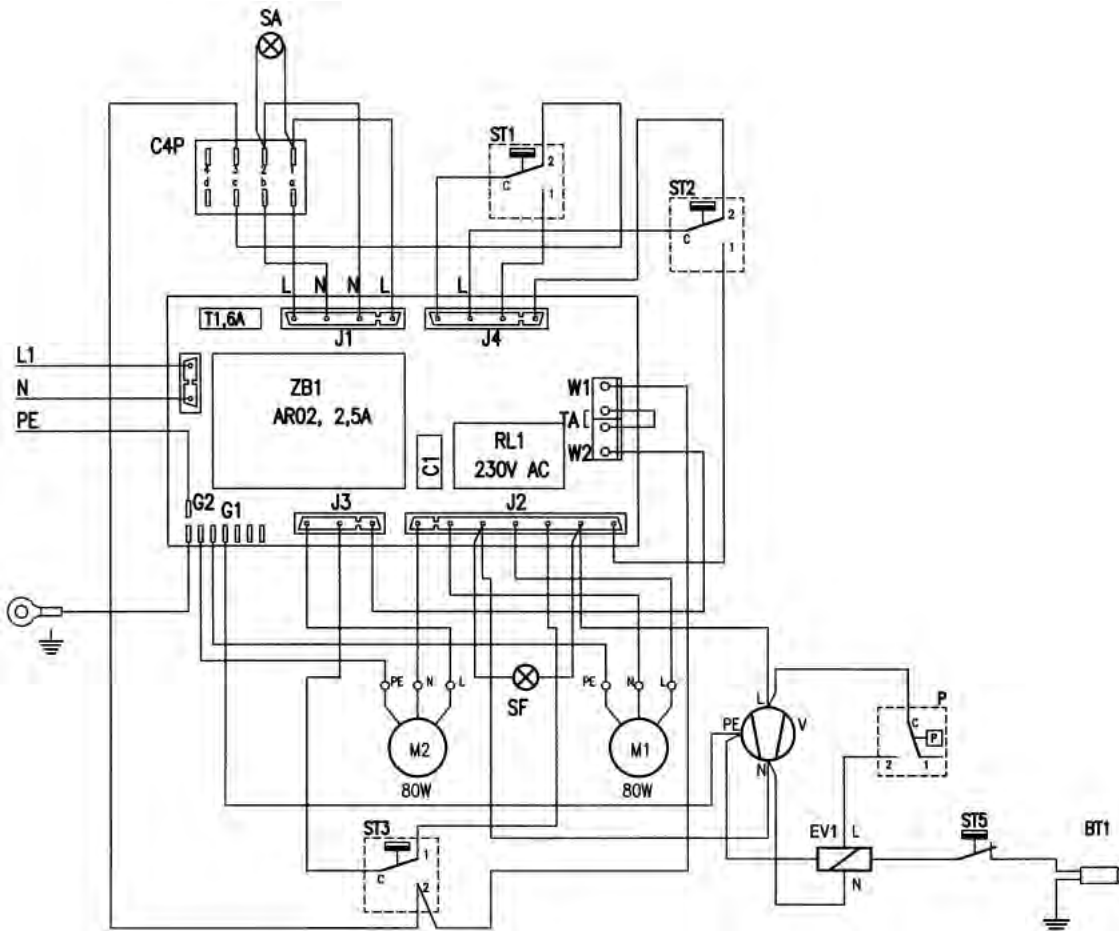 SA
C4P
4 3 2 1
d c b a
ST1
2
C
1
ST2
2
C
1
L N N L
L
T1,6A
J1
J4
L1
N
PE
ZB1
AR02, 2,5A
W1
TA
W2
C1
RL1
230V AC
G2
G1
J3
J2
PE N L
SF
PE N L
M2
80W
M1
80W
L
PE
V
N
P
C
P
2
ST3
1
C
2
EV1
L
N
ST5
BT1